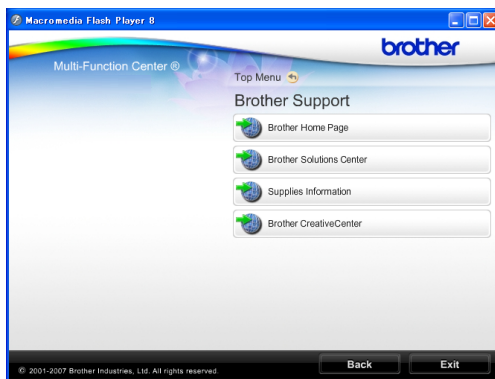 Macromedia Flash Player 8
brother
Multi-Function Center ®
Top Menu
Brother Support
Brother Home Page
Brother Solutions Center
Supplies Information
Brother CreativeCenter
© 2001-2007 Brother Industries, Ltd. All rights reserved.
Back
Exit